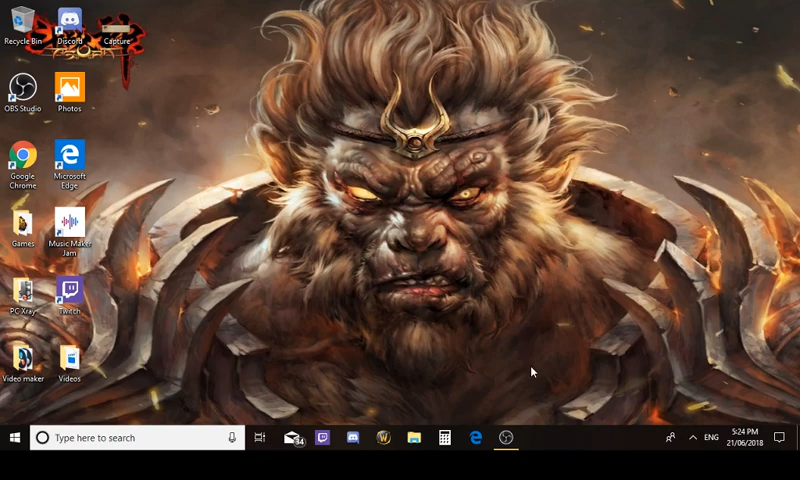 Recycle Bin
Discord
Capture
OBS Studio
Photos
Google
Chrome
Microsoft
Edge
Games
Music Maker
Jam
PC Xray
Twitch
Video maker
Videos
Type here to search
34
ENG
5:24 PM
21/06/2018